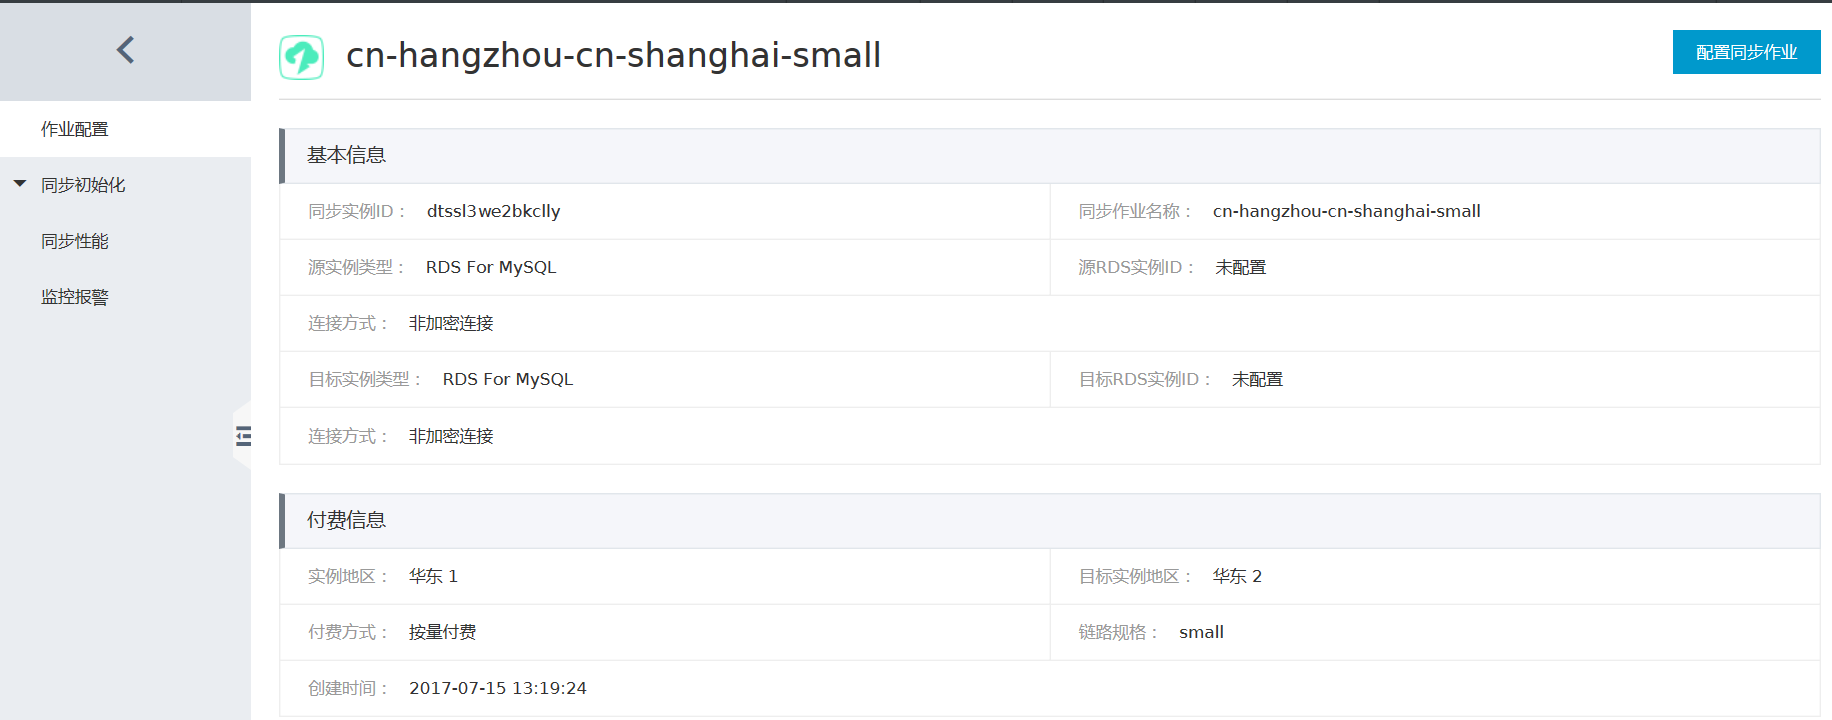 cn-hangzhou-cn-shanghai-small
配置同步作业
作业配置
同步初始化
同步性能
监控报警
基本信息
同步实例ID： dtssl3we2bkclly
同步作业名称： cn-hangzhou-cn-shanghai-small
源实例类型： RDS For MySQL
源RDS实例ID： 未配置
连接方式： 非加密连接
目标实例类型： RDS For MySQL
目标RDS实例ID： 未配置
连接方式： 非加密连接
付费信息
实例地区： 华东 1
目标实例地区： 华东 2
付费方式： 按量付费
链路规格： small
创建时间： 2017-07-15 13:19:24